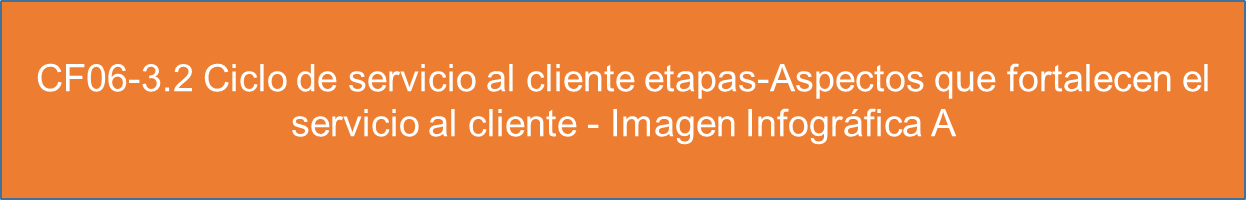 CF06-3.2 Ciclo de servicio al cliente etapas-Aspectos que fortalecen el
servicio al cliente - Imagen Infográfica A